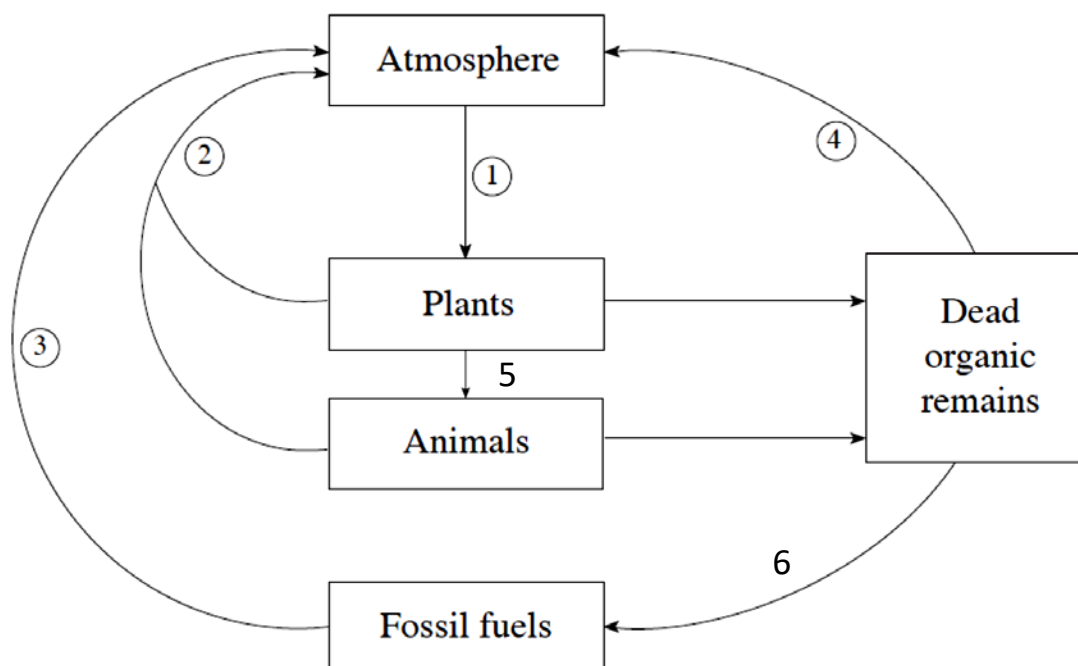 Atmosphere
②
①
④
Plants
Dead
organic
remains
③
5
Animals
6
Fossil fuels